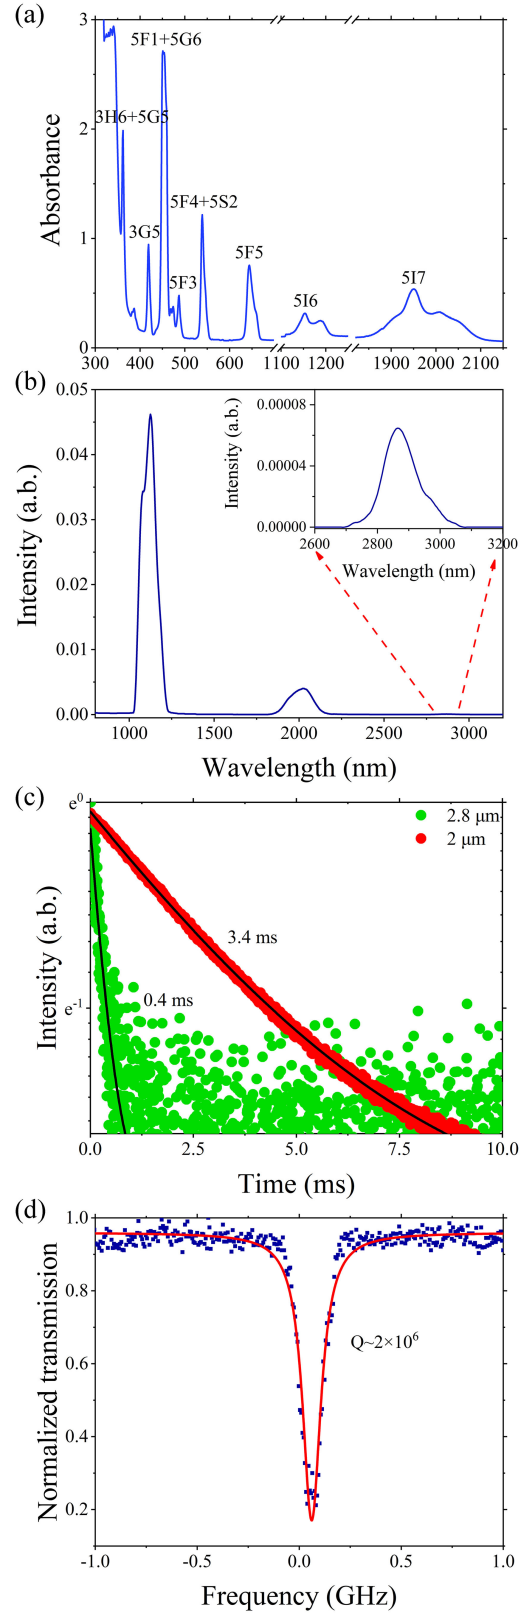 (a)
3
2
1
0
Absorbance
3H6+5G5
3G5
5F1+5G6
5F3
5F4+5S2
5F5
5I6
5I7
300 400 500 600 1100 1200 1900 2000 2100
(b)
0.05
0.04
0.03
0.02
0.01
0.00
Intensity (a.b.)
0.00008
0.00004
0.00000
Intensity (a.b.)
2600 2800 3000 3200
Wavelength (nm)
1000 1500 2000 2500 3000
Wavelength (nm)
(c)
e0
e-1
Intensity (a.b.)
2.8 μm
2 μm
3.4 ms
0.4 ms
0.0 2.5 5.0 7.5 10.0
Time (ms)
(d)
1.0
0.8
0.6
0.4
0.2
Normalized transmission
Q~2×10⁶
-1.0 -0.5 0.0 0.5 1.0
Frequency (GHz)